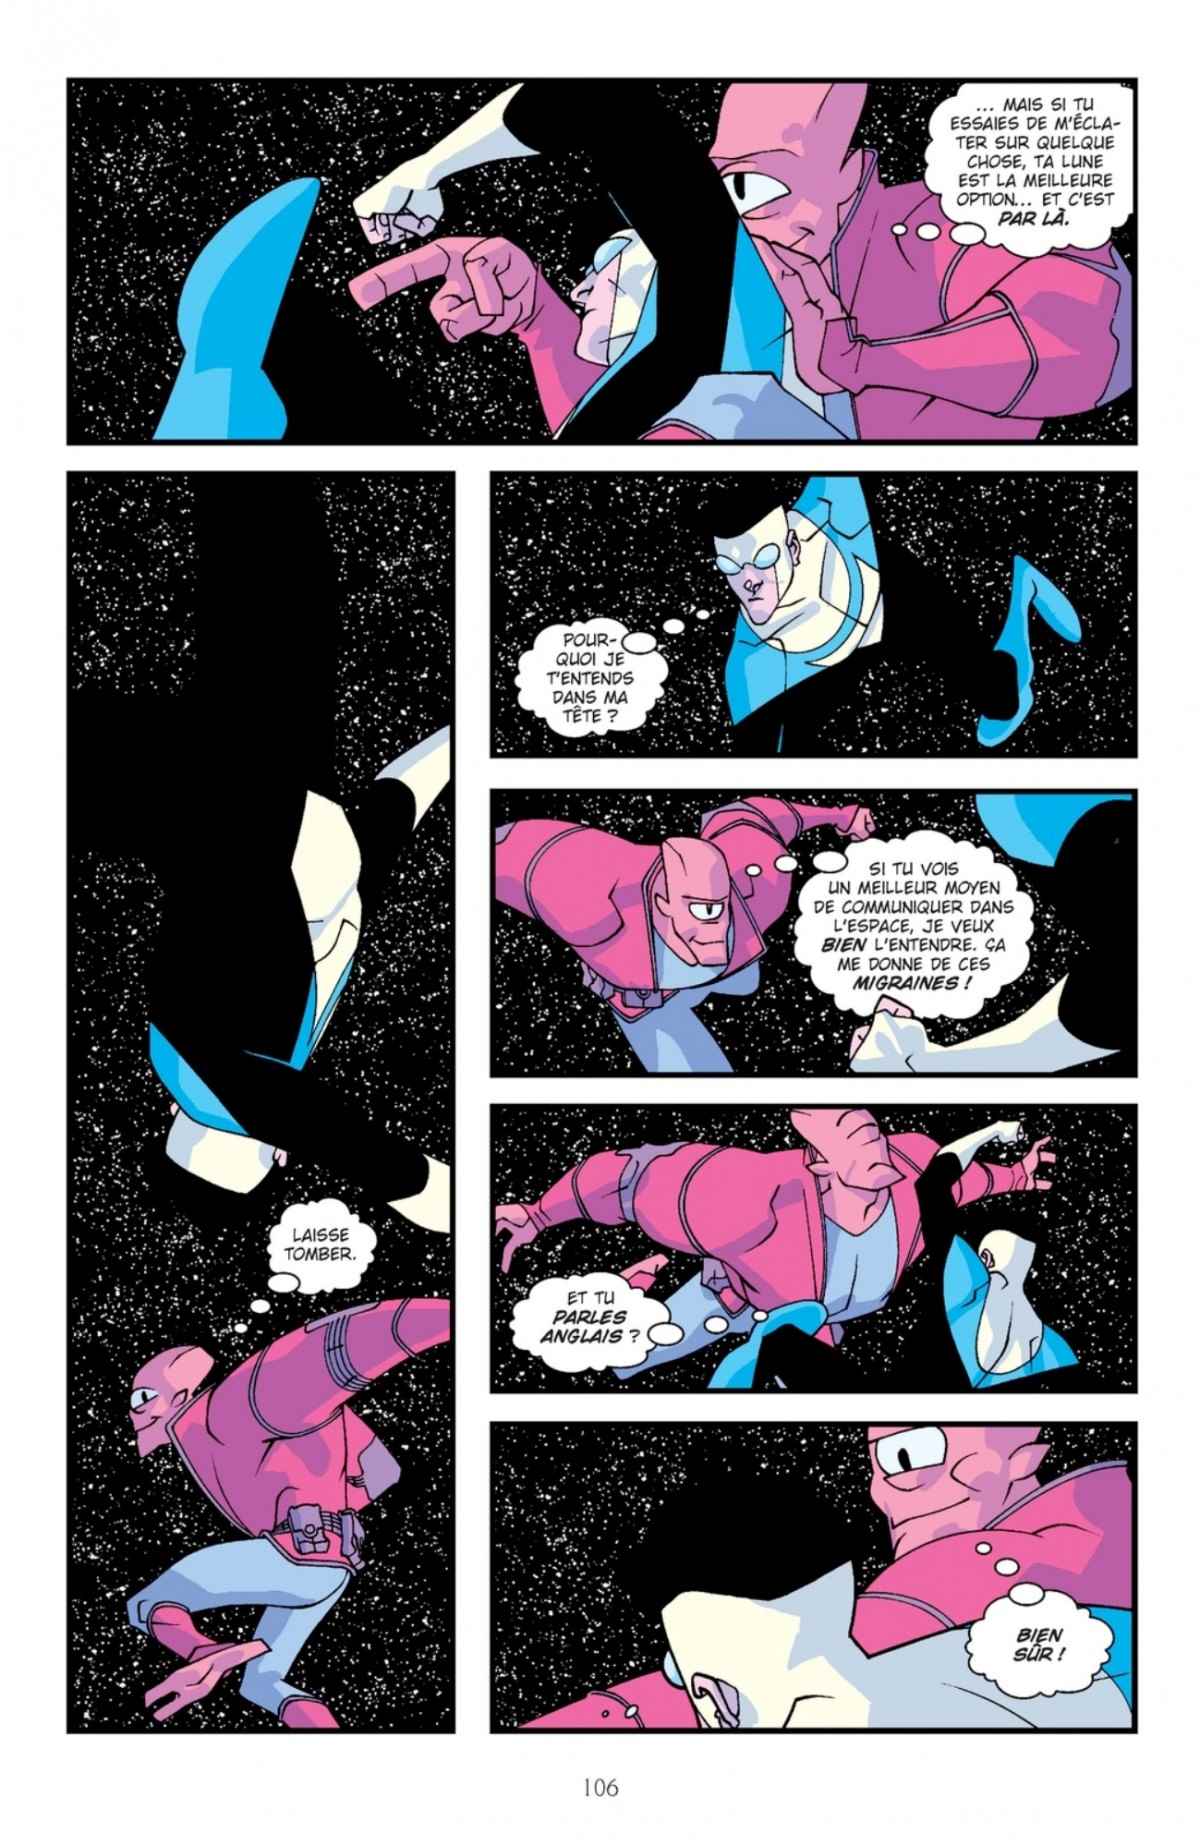 ... MAIS SI TU
ESSAIES DE M'ÉCLA-
TER SUR QUELQUE
CHOSE, TA LUNE
EST LA MEILLEURE
OPTION... ET C'EST
PAR LÀ.
LAISSE
TOMBER.
POUR-
QUOI JE
T'ENTENDS
DANS MA
TÊTE ?
SI TU VOIS
UN MEILLEUR MOYEN
DE COMMUNIQUER DANS
L'ESPACE, JE VEUX
BIEN L'ENTENDRE. ÇA
ME DONNE DE CES
MIGRAINES !
ET TU
PARLES
ANGLAIS ?
BIEN
SÛR !
106